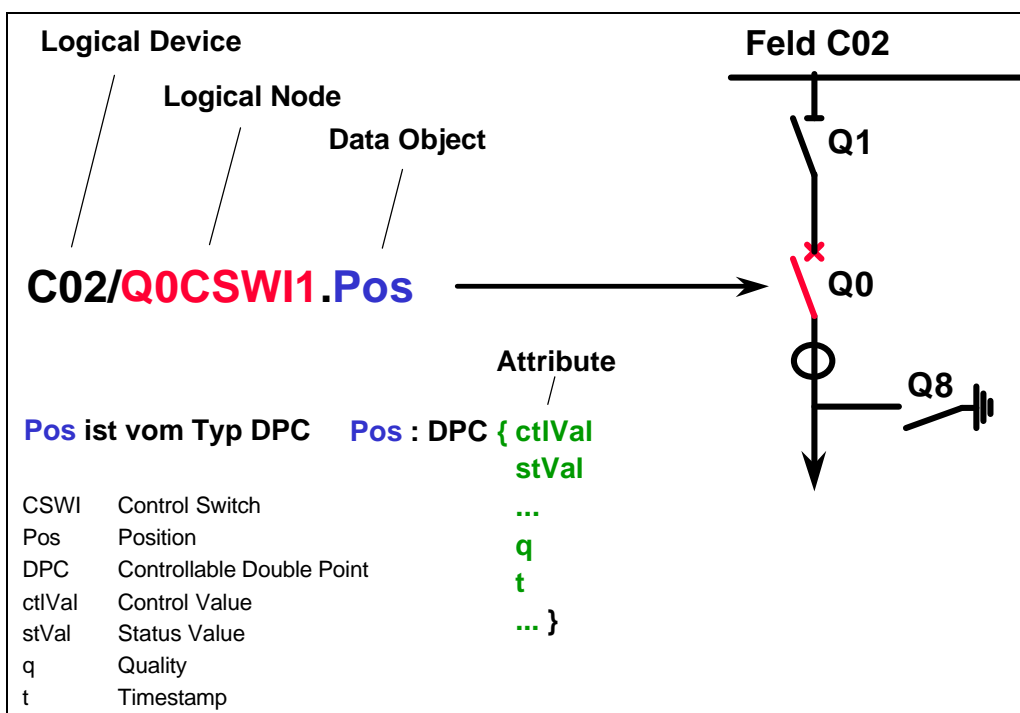 Logical Device
Feld C02
Logical Node
Data Object
Q1
C02/Q0CSWI1.Pos
Q0
Attribute
Q8
Pos ist vom Typ DPC
Pos : DPC { ctlVal
stVal
...
q
t
... }
CSWI Control Switch
Pos Position
DPC Controllable Double Point
ctlVal Control Value
stVal Status Value
q Quality
t Timestamp